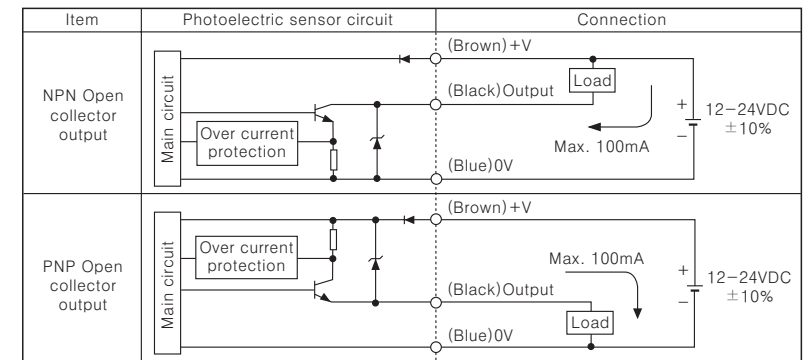 Item
Photoelectric sensor circuit
Connection
NPN Open
collector
output
Main circuit
Over current
protection
(Brown)+V
(Black)Output
(Blue)0V
Load
Max. 100mA
+
−
12−24VDC
±10%
PNP Open
collector
output
Main circuit
Over current
protection
(Brown)+V
(Black)Output
(Blue)0V
Max. 100mA
Load
+
−
12−24VDC
±10%